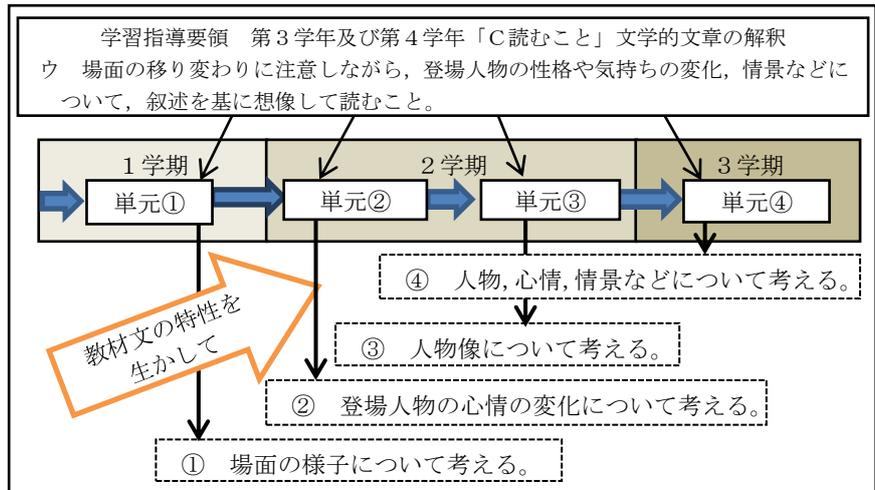 学習指導要領　第３学年及び第４学年「Ｃ読むこと」文学的文章の解釈
ウ　場面の移り変わりに注意しながら，登場人物の性格や気持ちの変化，情景などに
ついて，叙述を基に想像して読むこと。
１学期
２学期
３学期
単元①
単元②
単元③
単元④
教材文の特性を
生かして
④　人物，心情，情景などについて考える。
③　人物像について考える。
②　登場人物の心情の変化について考える。
①　場面の様子について考える。